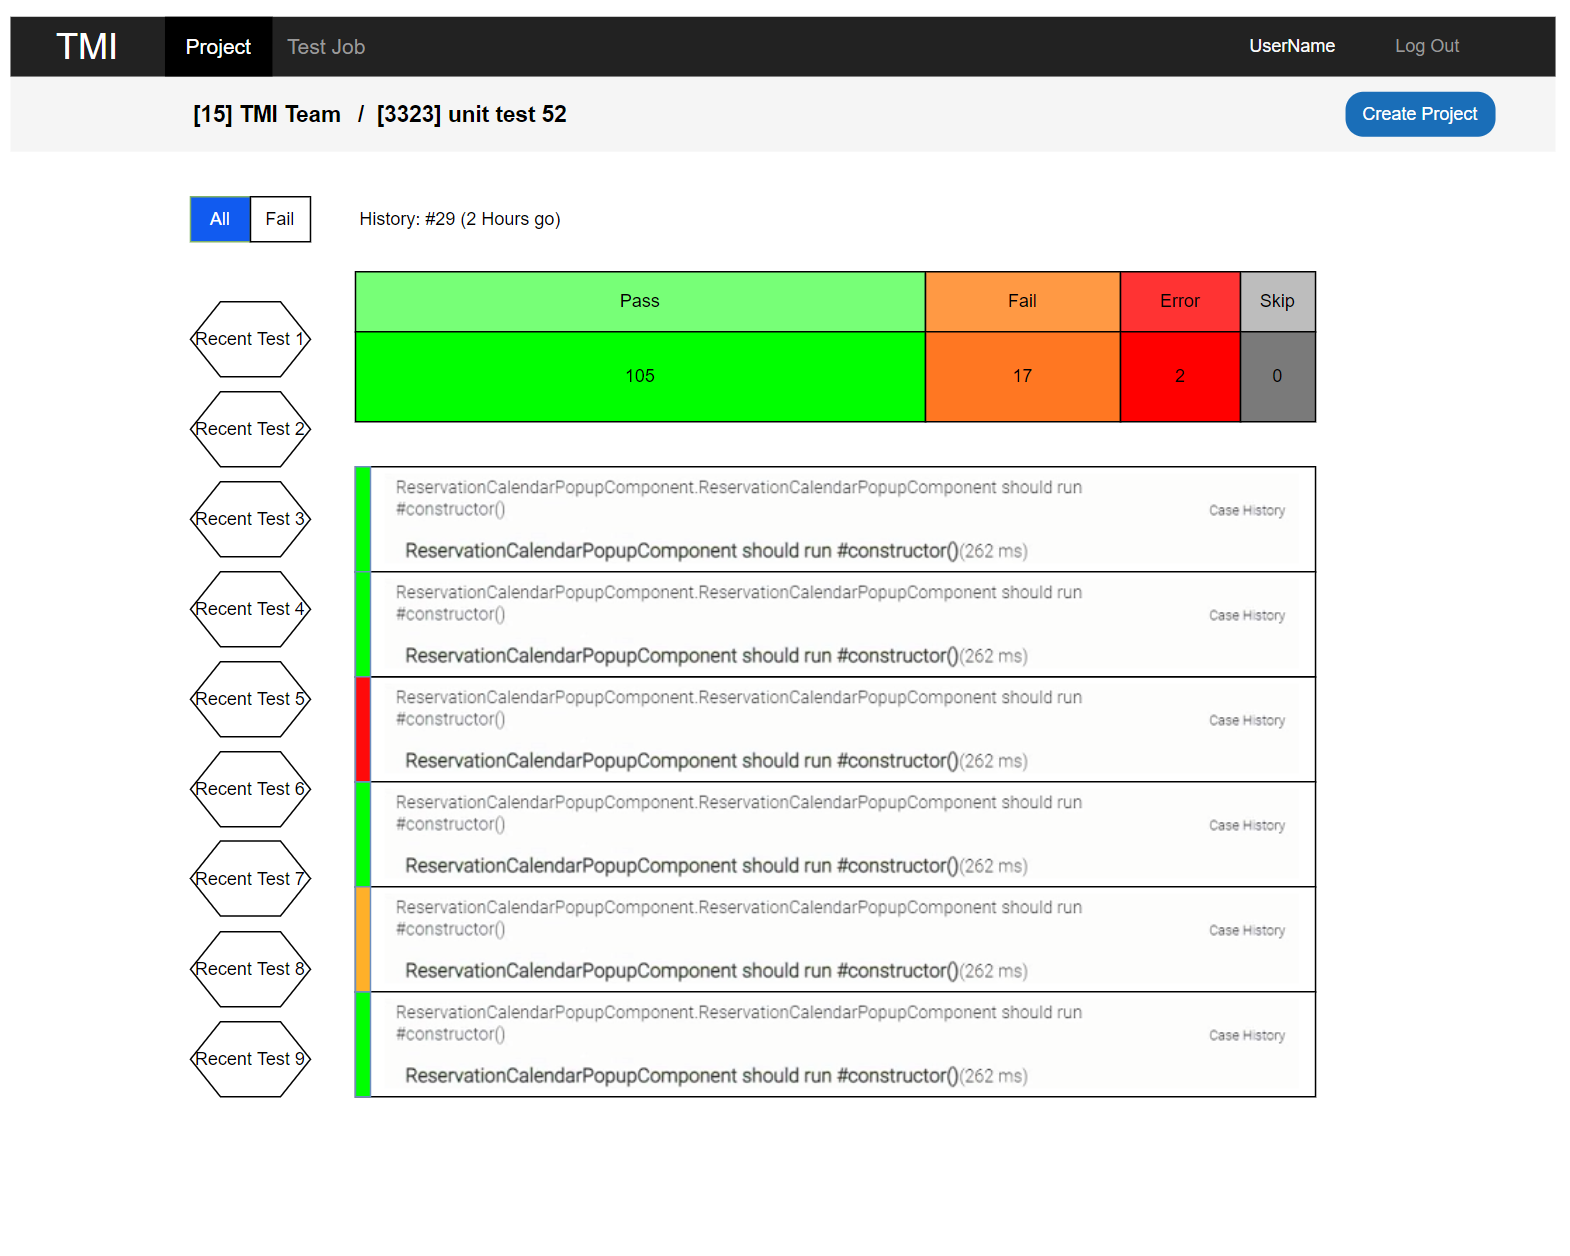 TMI Project Test Job UserName Log Out
[15] TMI Team / [3323] unit test 52 Create Project
All Fail History: #29 (2 Hours go)
Pass Fail Error Skip
105 17 2 0
Recent Test 1
Recent Test 2
Recent Test 3
Recent Test 4
Recent Test 5
Recent Test 6
Recent Test 7
Recent Test 8
Recent Test 9
ReservationCalendarPopupComponent.ReservationCalendarPopupComponent should run
#constructor()
Case History
ReservationCalendarPopupComponent should run #constructor()(262 ms)
ReservationCalendarPopupComponent.ReservationCalendarPopupComponent should run
#constructor()
Case History
ReservationCalendarPopupComponent should run #constructor()(262 ms)
ReservationCalendarPopupComponent.ReservationCalendarPopupComponent should run
#constructor()
Case History
ReservationCalendarPopupComponent should run #constructor()(262 ms)
ReservationCalendarPopupComponent.ReservationCalendarPopupComponent should run
#constructor()
Case History
ReservationCalendarPopupComponent should run #constructor()(262 ms)
ReservationCalendarPopupComponent.ReservationCalendarPopupComponent should run
#constructor()
Case History
ReservationCalendarPopupComponent should run #constructor()(262 ms)
ReservationCalendarPopupComponent.ReservationCalendarPopupComponent should run
#constructor()
Case History
ReservationCalendarPopupComponent should run #constructor()(262 ms)